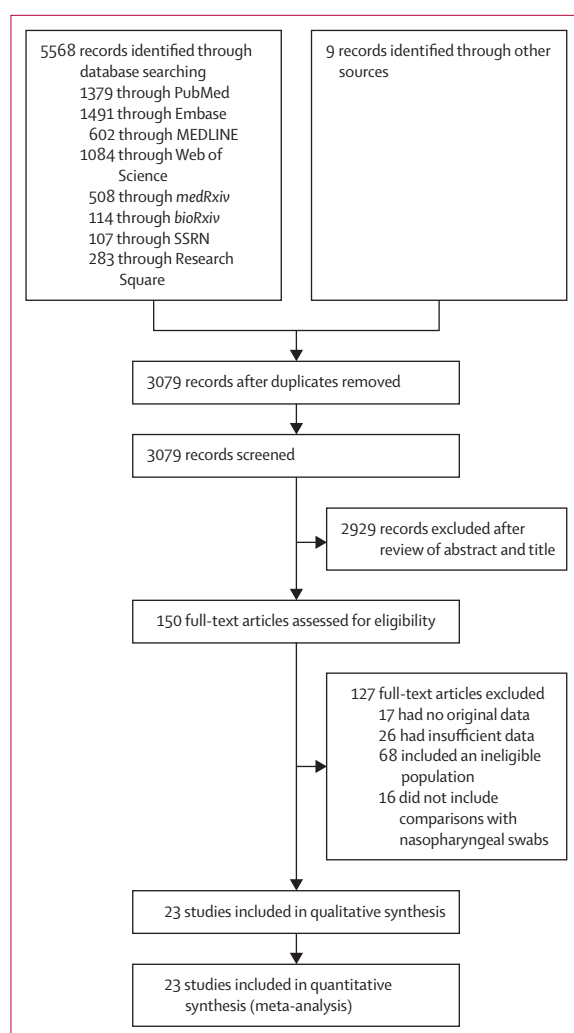 5568 records identified through
database searching
1379 through PubMed
1491 through Embase
602 through MEDLINE
1084 through Web of
Science
508 through medRxiv
114 through bioRxiv
107 through SSRN
283 through Research
Square
9 records identified through other
sources
3079 records after duplicates removed
3079 records screened
2929 records excluded after
review of abstract and title
150 full-text articles assessed for eligibility
127 full-text articles excluded
17 had no original data
26 had insufficient data
68 included an ineligible
population
16 did not include
comparisons with
nasopharyngeal swabs
23 studies included in qualitative synthesis
23 studies included in quantitative
synthesis (meta-analysis)